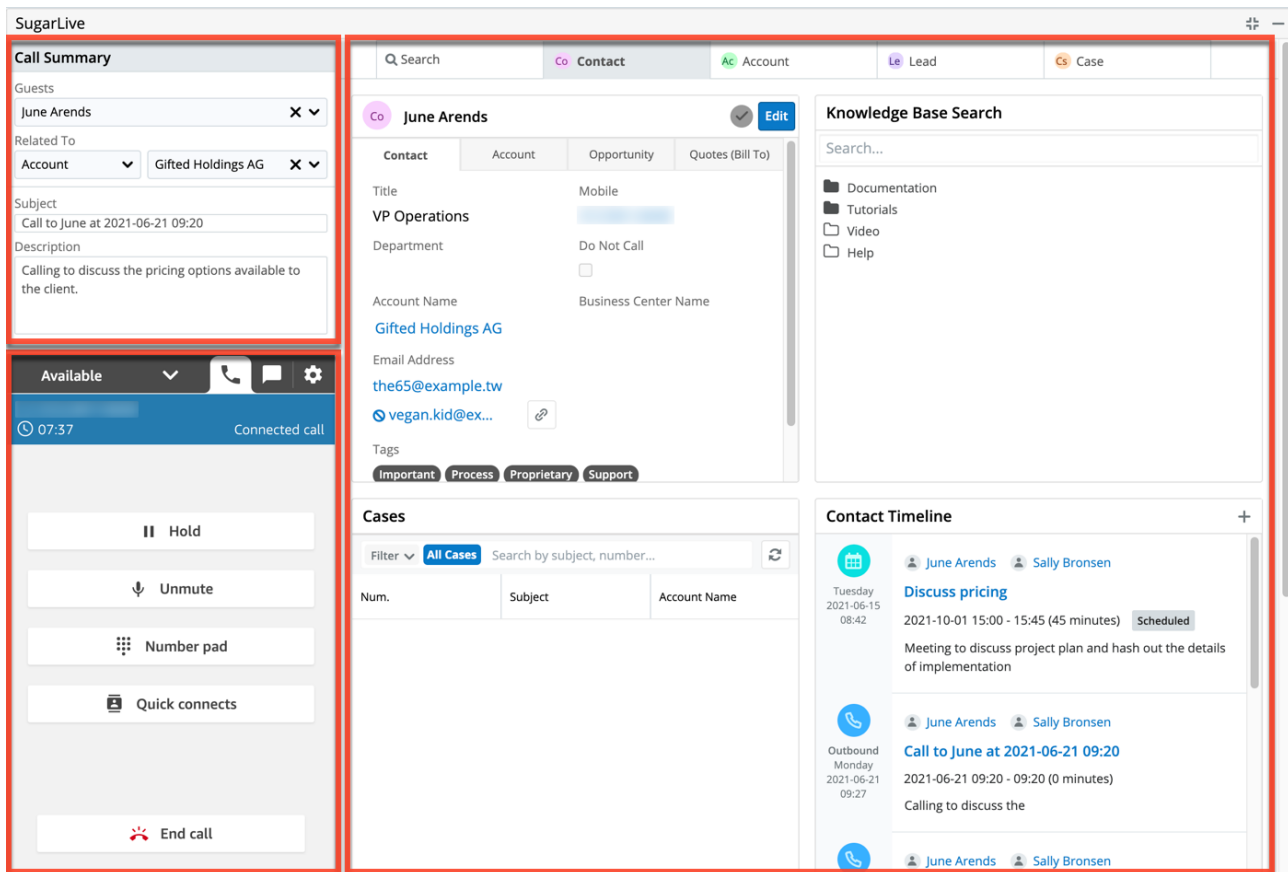 SugarLive
Call Summary
Guests
June Arends
Related To
Account
Gifted Holdings AG
Subject
Call to June at 2021-06-21 09:20
Description
Calling to discuss the pricing options available to
the client.
Available
07:37
Connected call
Hold
Unmute
Number pad
Quick connects
End call
Search
Co Contact
Ac Account
Le Lead
Cs Case
Co June Arends
Edit
Contact
Account
Opportunity
Quotes (Bill To)
Title
Mobile
VP Operations
Department
Do Not Call
Account Name
Business Center Name
Gifted Holdings AG
Email Address
the65@example.tw
vegan.kid@ex...
Tags
Important Process Proprietary Support
Knowledge Base Search
Search...
Documentation
Tutorials
Video
Help
Cases
Filter
All Cases
Search by subject, number...
Num.
Subject
Account Name
Contact Timeline
Tuesday
2021-06-15
08:42
June Arends Sally Bronsen
Discuss pricing
2021-10-01 15:00 - 15:45 (45 minutes) Scheduled
Meeting to discuss project plan and hash out the details
of implementation
Outbound
Monday
2021-06-21
09:27
June Arends Sally Bronsen
Call to June at 2021-06-21 09:20
2021-06-21 09:20 - 09:20 (0 minutes)
Calling to discuss the
June Arends Sally Bronsen